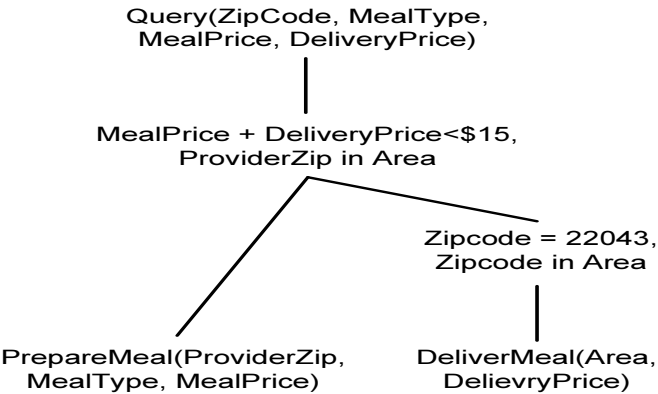 Query(ZipCode, MealType,
MealPrice, DeliveryPrice)
MealPrice + DeliveryPrice<$15,
ProviderZip in Area
Zipcode = 22043,
Zipcode in Area
PrepareMeal(ProviderZip,
MealType, MealPrice)
DeliverMeal(Area,
DelievryPrice)